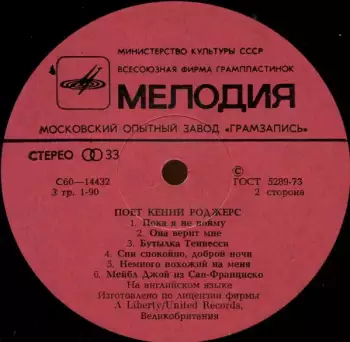 МИНИСТЕРСТВО КУЛЬТУРЫ СССР
ВСЕСОЮЗНАЯ ФИРМА ГРАМПЛАСТИНОК
МЕЛОДИЯ
МОСКОВСКИЙ ОПЫТНЫЙ ЗАВОД «ГРАМЗАПИСЬ»
СТЕРЕО 33
С60—14432
3 гр. 1-90
©
ГОСТ 5289-73
2 сторона
ПОЕТ КЕННИ РОДЖЕРС
1. Пока я не пойму
2. Она верит мне
3. Бутылка Теннесси
4. Спи спокойно, доброй ночи
5. Немного похожий на меня
6. Мейбл Джой из Сан-Франциско
На английском языке
Изготовлено по лицензии фирмы
A Liberty/United Records,
Великобритания